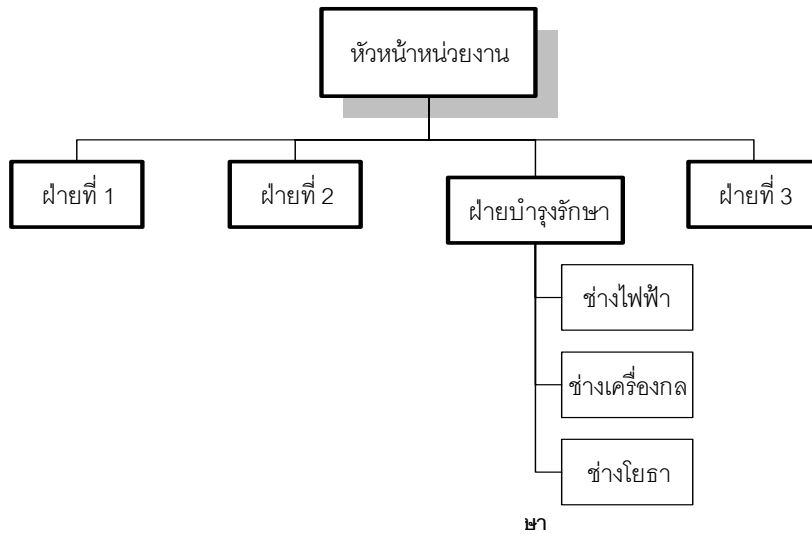 หัวหน้าหน่วยงาน
ฝ่ายที่ 1
ฝ่ายที่ 2
ฝ่ายบำรุงรักษา
ฝ่ายที่ 3
ช่างไฟฟ้า
ช่างเครื่องกล
ช่างโยธา
ษา